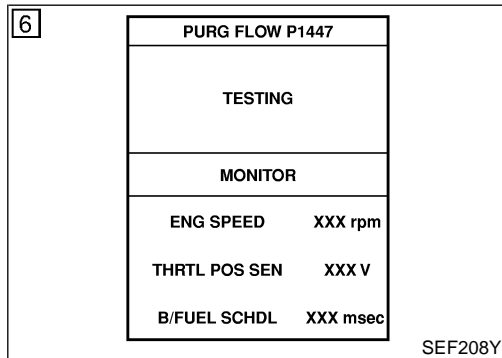 6
PURG FLOW P1447
TESTING
MONITOR
ENG SPEED XXX rpm
THRTL POS SEN XXX V
B/FUEL SCHDL XXX msec
SEF208Y